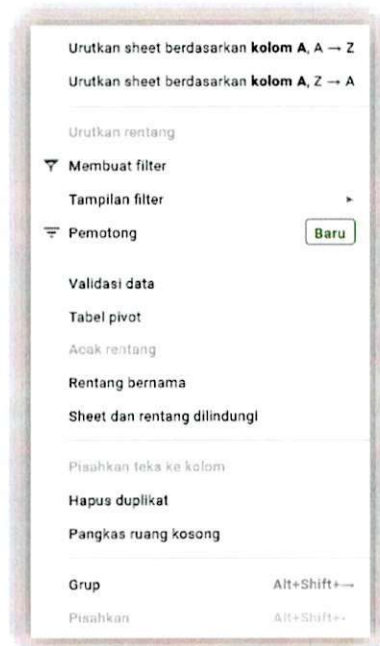 Urutkan sheet berdasarkan kolom A, A → Z
Urutkan sheet berdasarkan kolom A, Z → A
Urutkan rentang
Membuat filter
Tampilan filter
Pemotong Baru
Validasi data
Tabel pivot
Acak rentang
Rentang bernama
Sheet dan rentang dilindungi
Pisahkan teks ke kolom
Hapus duplikat
Pangkas ruang kosong
Grup Alt+Shift+→
Pisahkan Alt+Shift+←